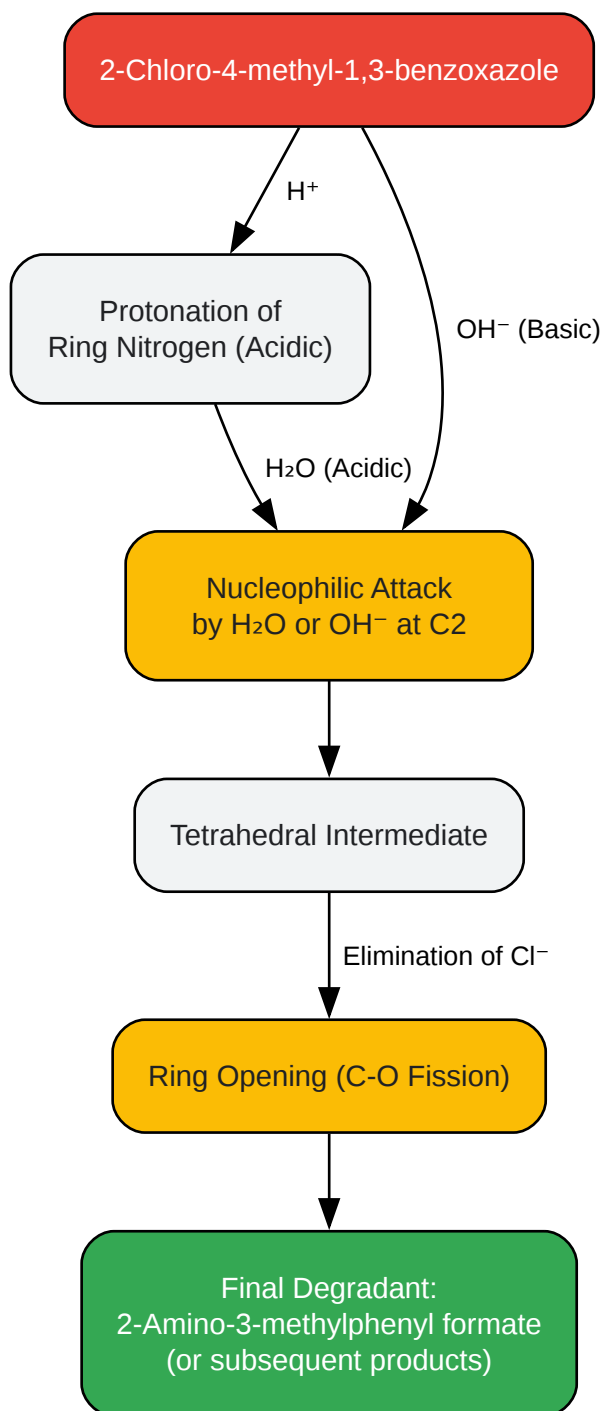 2-Chloro-4-methyl-1,3-benzoxazole
H⁺
Protonation of
Ring Nitrogen (Acidic)
OH⁻ (Basic)
H₂O (Acidic)
Nucleophilic Attack
by H₂O or OH⁻ at C2
Tetrahedral Intermediate
Elimination of Cl⁻
Ring Opening (C-O Fission)
Final Degradant:
2-Amino-3-methylphenyl formate
(or subsequent products)